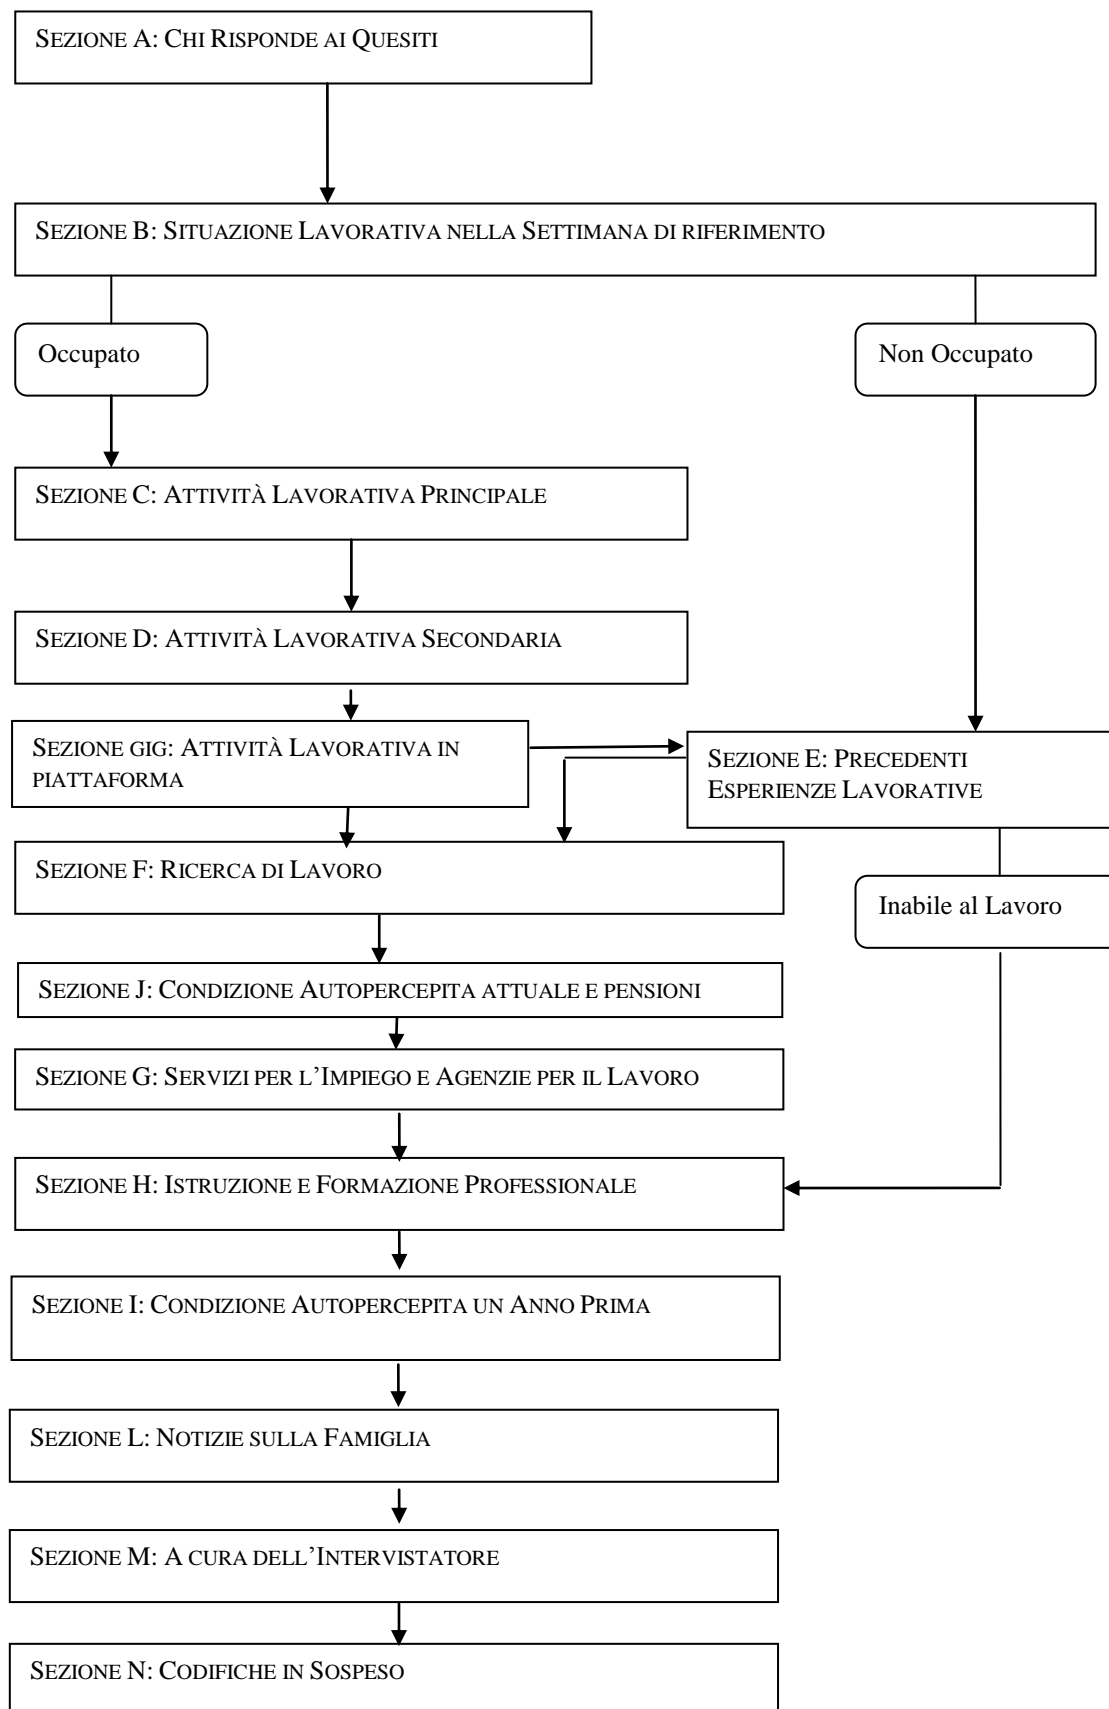 SEZIONE A: CHI RISPONDE AI QUESITI
SEZIONE B: SITUAZIONE LAVORATIVA NELLA SETTIMANA DI RIFERIMENTO
Occupato
Non Occupato
SEZIONE C: ATTIVITÀ LAVORATIVA PRINCIPALE
SEZIONE D: ATTIVITÀ LAVORATIVA SECONDARIA
SEZIONE GIG: ATTIVITÀ LAVORATIVA IN
PIATTAFORMA
SEZIONE E: PRECEDENTI
ESPERIENZE LAVORATIVE
SEZIONE F: RICERCA DI LAVORO
Inabile al Lavoro
SEZIONE J: CONDIZIONE AUTOPERCEPITA ATTUALE E PENSIONI
SEZIONE G: SERVIZI PER L'IMPIEGO E AGENZIE PER IL LAVORO
SEZIONE H: ISTRUZIONE E FORMAZIONE PROFESSIONALE
SEZIONE I: CONDIZIONE AUTOPERCEPITA UN ANNO PRIMA
SEZIONE L: NOTIZIE SULLA FAMIGLIA
SEZIONE M: A CURA DELL'INTERVISTATORE
SEZIONE N: CODIFICHE IN SOSPESO